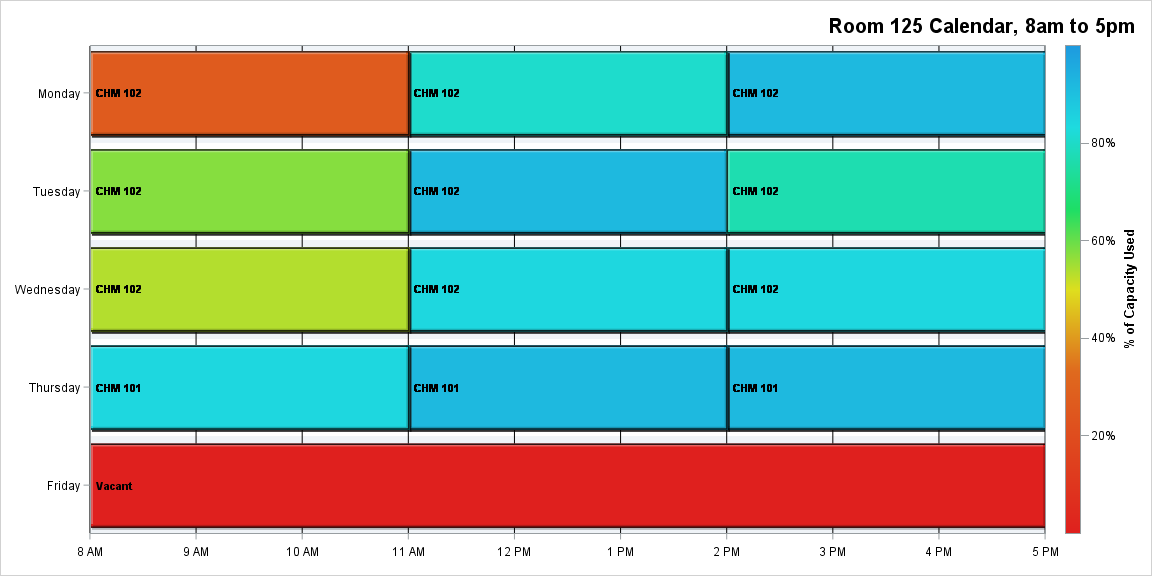 Room 125 Calendar, 8am to 5pm
Monday
CHM 102
CHM 102
CHM 102
Tuesday
CHM 102
CHM 102
CHM 102
Wednesday
CHM 102
CHM 102
CHM 102
Thursday
CHM 101
CHM 101
CHM 101
Friday
Vacant
8 AM
9 AM
10 AM
11 AM
12 PM
1 PM
2 PM
3 PM
4 PM
5 PM
80%
60%
40%
20%
% of Capacity Used